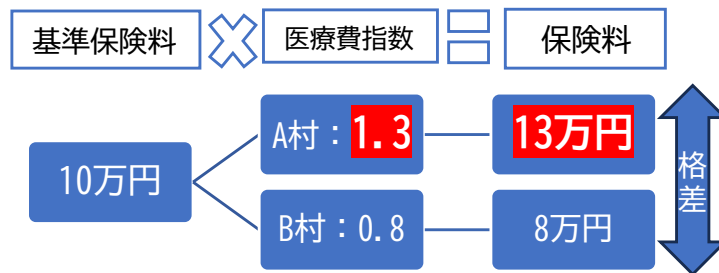 基準保険料
医療費指数
保険料
10万円
A村：1.3
13万円
B村：0.8
8万円
格差